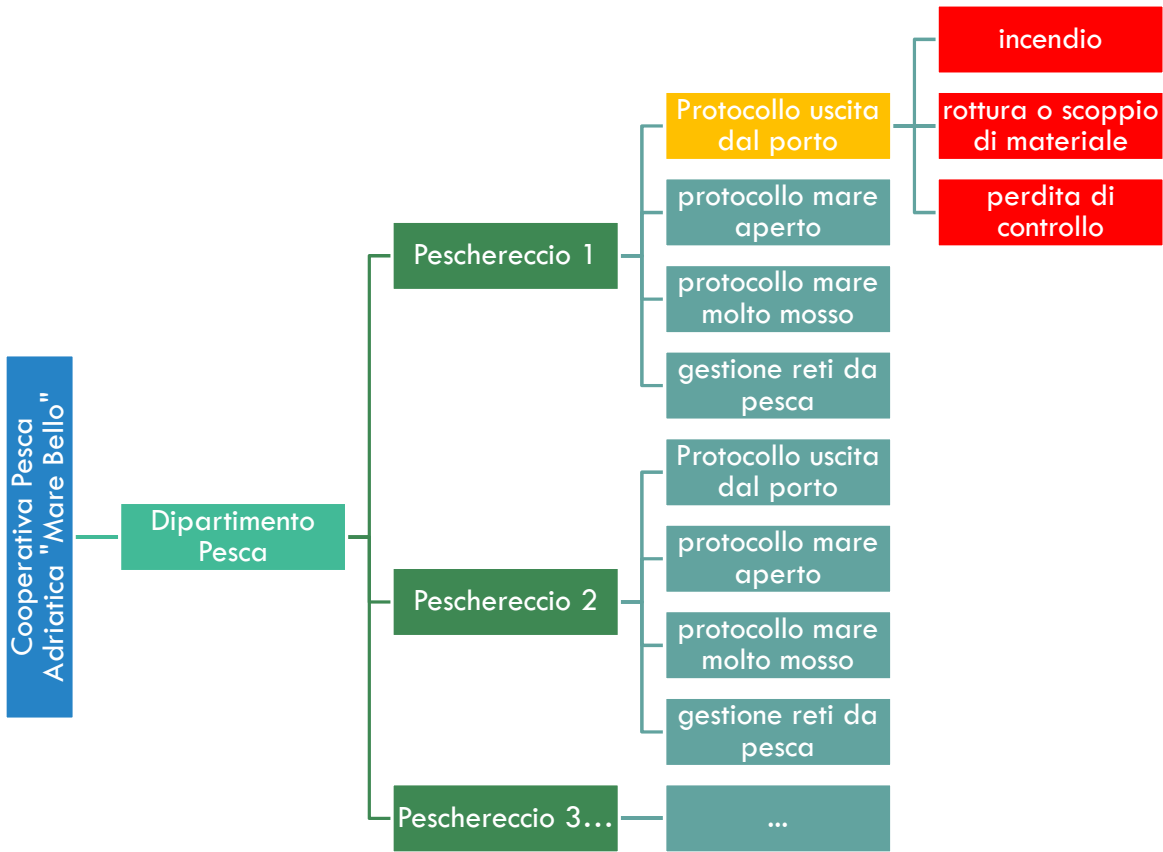 Cooperativa Pesca
Adriatica "Mare Bello"
Dipartimento
Pesca
Peschereccio 1
Protocollo uscita
dal porto
incendio
rottura o scoppio
di materiale
perdita di
controllo
protocollo mare
aperto
protocollo mare
molto mosso
gestione reti da
pesca
Peschereccio 2
Protocollo uscita
dal porto
protocollo mare
aperto
protocollo mare
molto mosso
gestione reti da
pesca
Peschereccio 3...
...